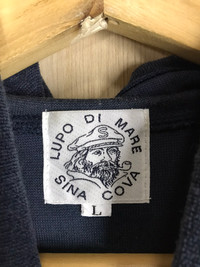 LUPO DI MARE
S
SINA COVA
L